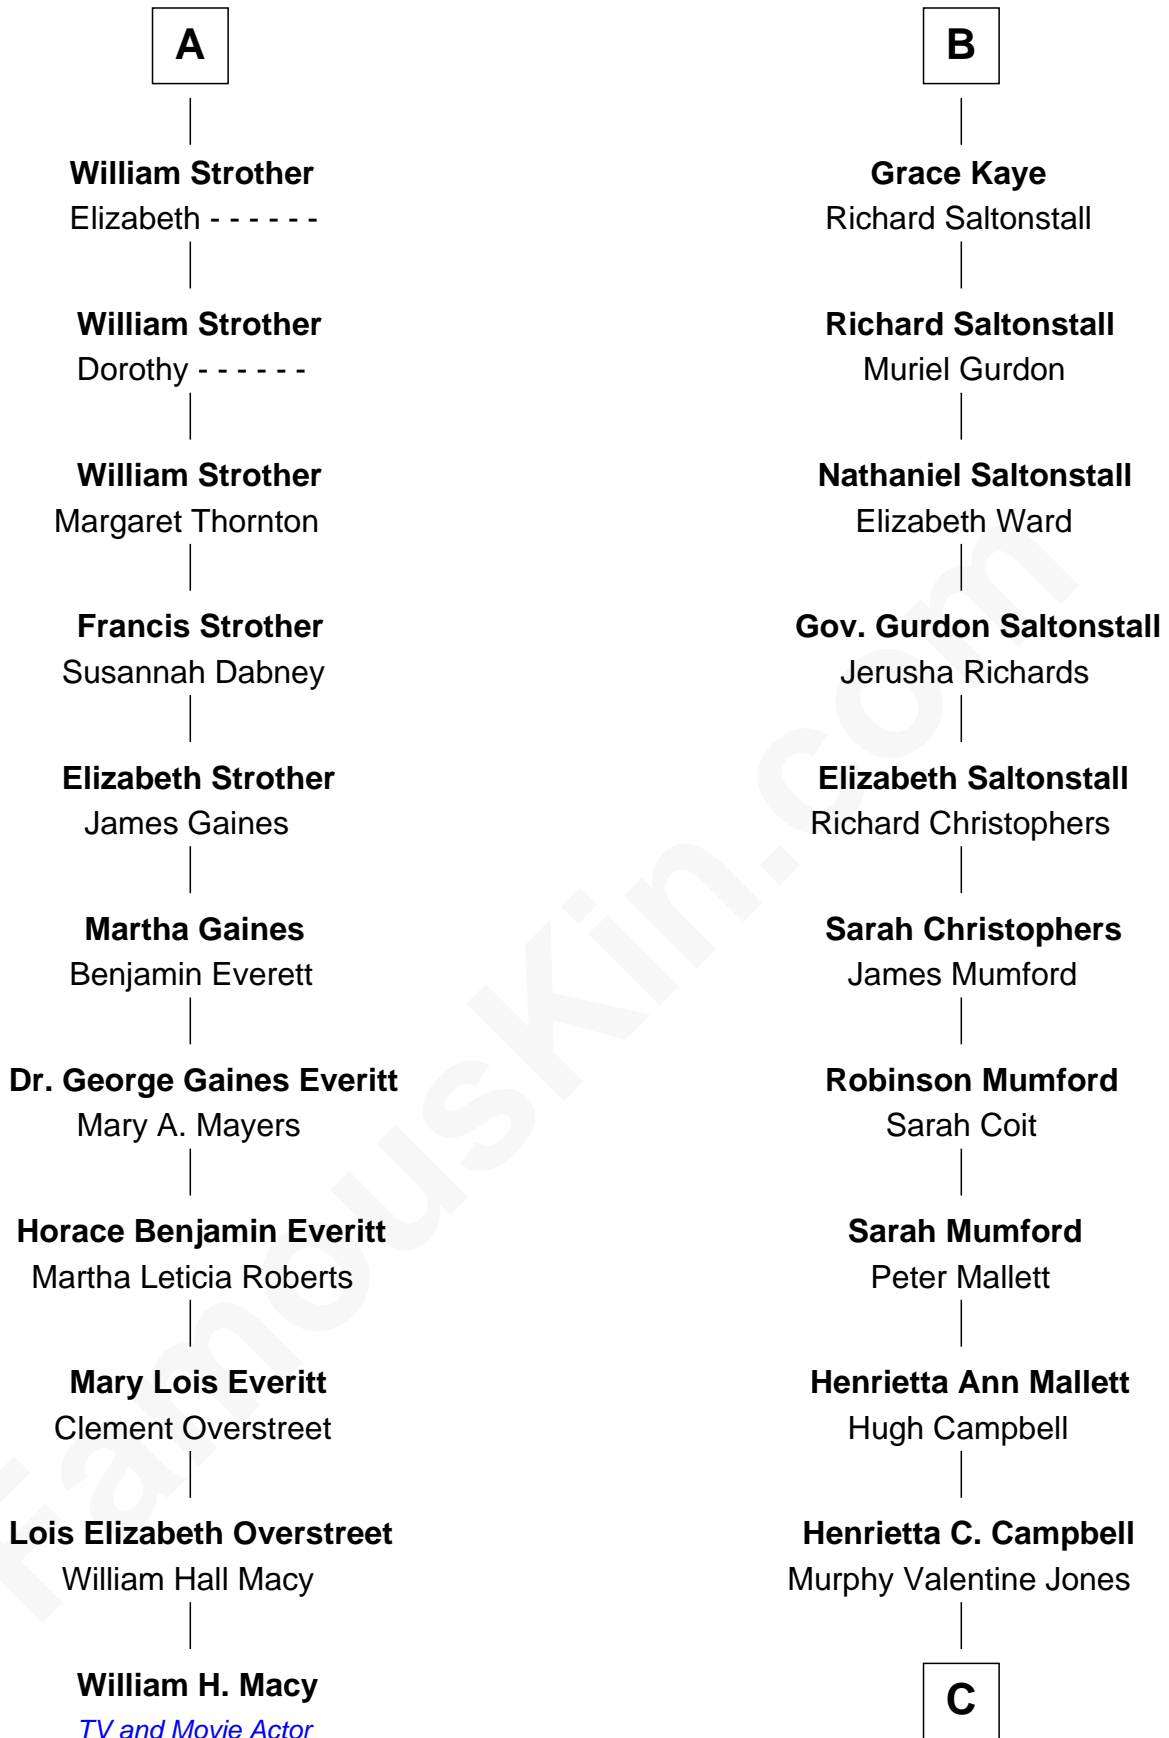 A
William Strother
Elizabeth - - - - - -
William Strother
Dorothy - - - - - -
William Strother
Margaret Thornton
Francis Strother
Susannah Dabney
Elizabeth Strother
James Gaines
Martha Gaines
Benjamin Everett
Dr. George Gaines Everitt
Mary A. Mayers
Horace Benjamin Everitt
Martha Leticia Roberts
Mary Lois Everitt
Clement Overstreet
Lois Elizabeth Overstreet
William Hall Macy
William H. Macy
TV and Movie Actor
B
Grace Kaye
Richard Saltonstall
Richard Saltonstall
Muriel Gurdon
Nathaniel Saltonstall
Elizabeth Ward
Gov. Gurdon Saltonstall
Jerusha Richards
Elizabeth Saltonstall
Richard Christophers
Sarah Christophers
James Mumford
Robinson Mumford
Sarah Coit
Sarah Mumford
Peter Mallett
Henrietta Ann Mallett
Hugh Campbell
Henrietta C. Campbell
Murphy Valentine Jones
C
FamousKin.com